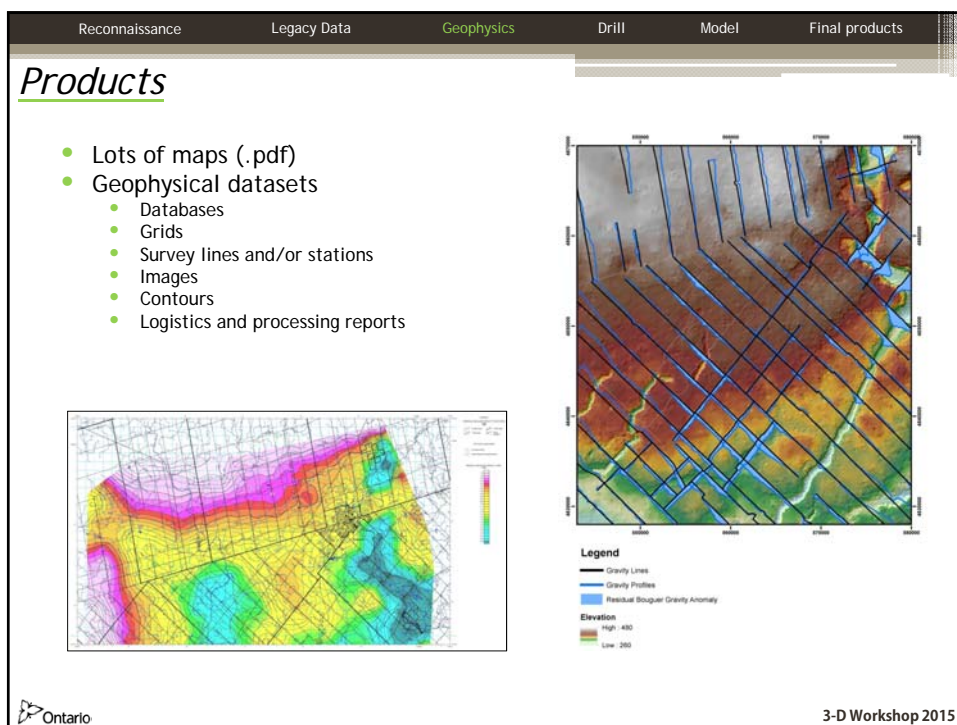 Reconnaissance Legacy Data Geophysics Drill Model Final products
Products
Lots of maps (.pdf)
Geophysical datasets
Databases
Grids
Survey lines and/or stations
Images
Contours
Logistics and processing reports
Legend
Gravity Lines
Gravity Profiles
Residual Bouguer Gravity Anomaly
Elevation
High : 480
Low : 260
Ontario
3-D Workshop 2015